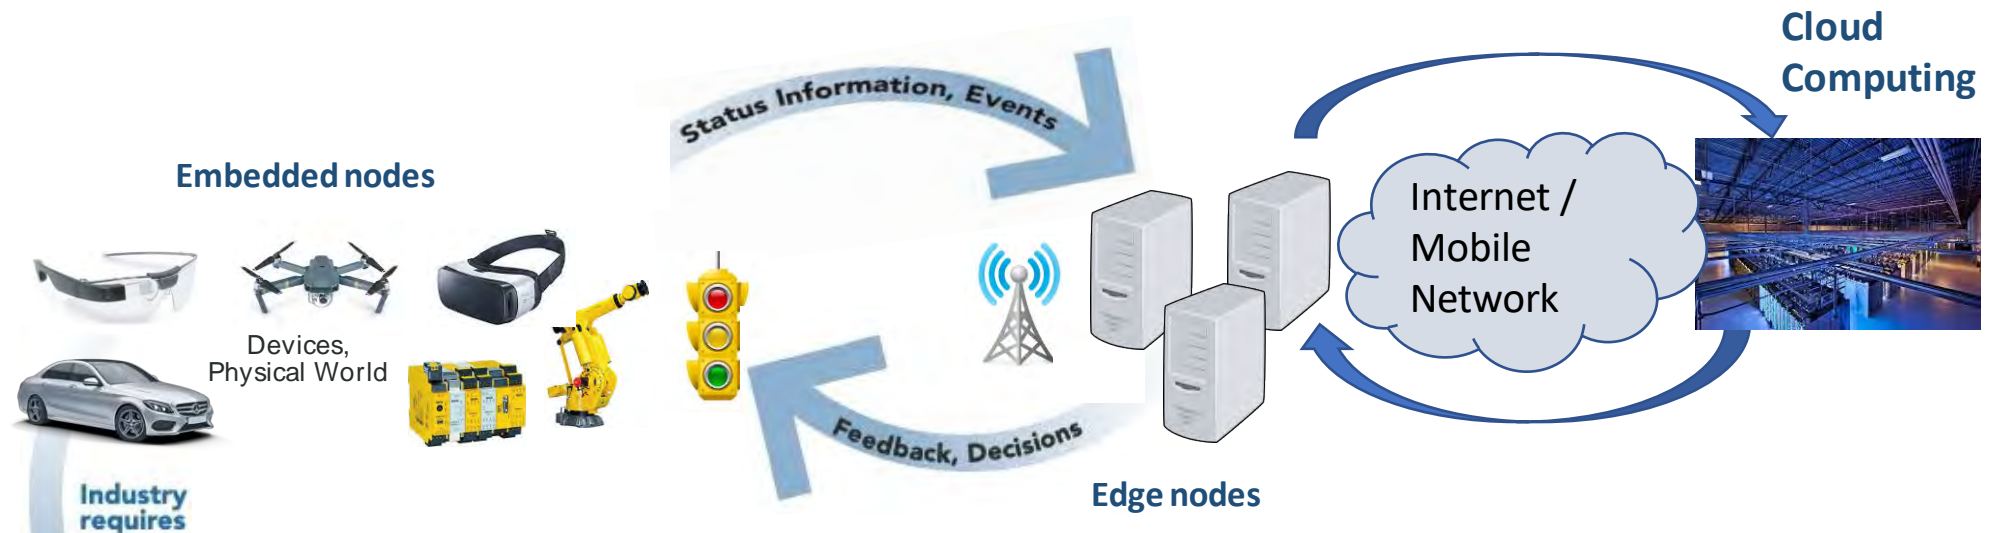 Cloud
Computing
Status Information, Events
Embedded nodes
Internet /
Mobile
Network
Devices,
Physical World
Feedback, Decisions
Edge nodes
Industry
requires